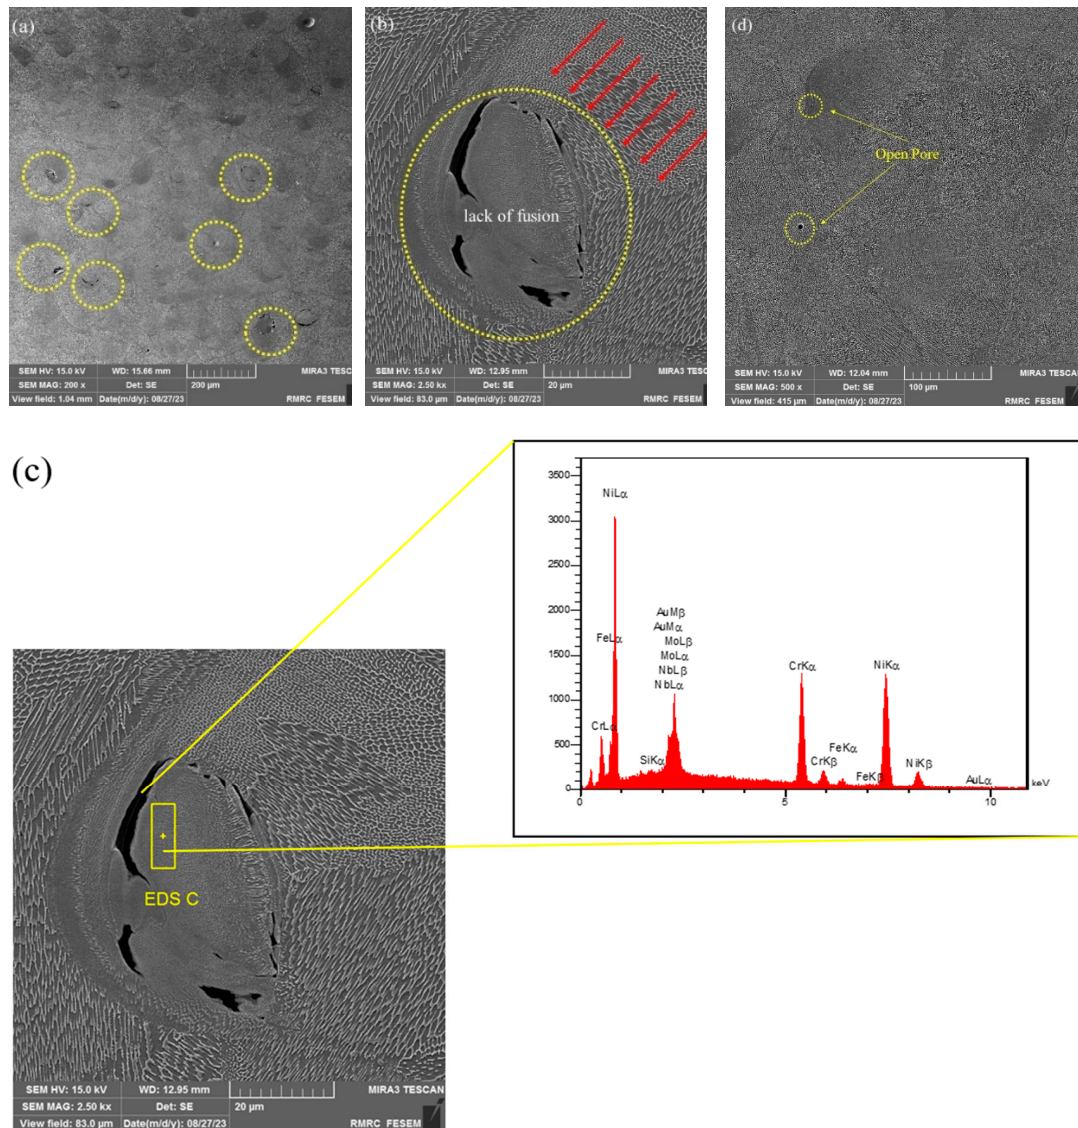 (a)
SEM HV: 15.0 kV WD: 15.66 mm MIRA3 TESCAN
SEM MAG: 200 x Det: SE 200 µm
View field: 1.04 mm Date(m/d/y): 08/27/23 RMRC FESEM
(b)
lack of fusion
SEM HV: 15.0 kV WD: 12.95 mm MIRA3 TESCAN
SEM MAG: 2.50 kx Det: SE 20 µm
View field: 83.0 µm Date(m/d/y): 08/27/23 RMRC FESEM
(d)
Open Pore
SEM HV: 15.0 kV WD: 12.04 mm MIRA3 TESC
SEM MAG: 500 x Det: SE 100 µm
View field: 415 µm Date(m/d/y): 08/27/23 RMRC FESEM
(c)
3500
3000
2500
2000
1500
1000
500
0
NiLα
FeLα
CrLα
SiKα
AuMβ
AuMα
MoLβ
MoLα
NbLβ
NbLα
CrKα
CrKβ
FeKα
FeKβ
NiKα
NiKβ
AuLα
keV
0 5 10
EDS C
SEM HV: 15.0 kV WD: 12.95 mm MIRA3 TESCAN
SEM MAG: 2.50 kx Det: SE 20 µm
View field: 83.0 µm Date(m/d/y): 08/27/23 RMRC FESEM